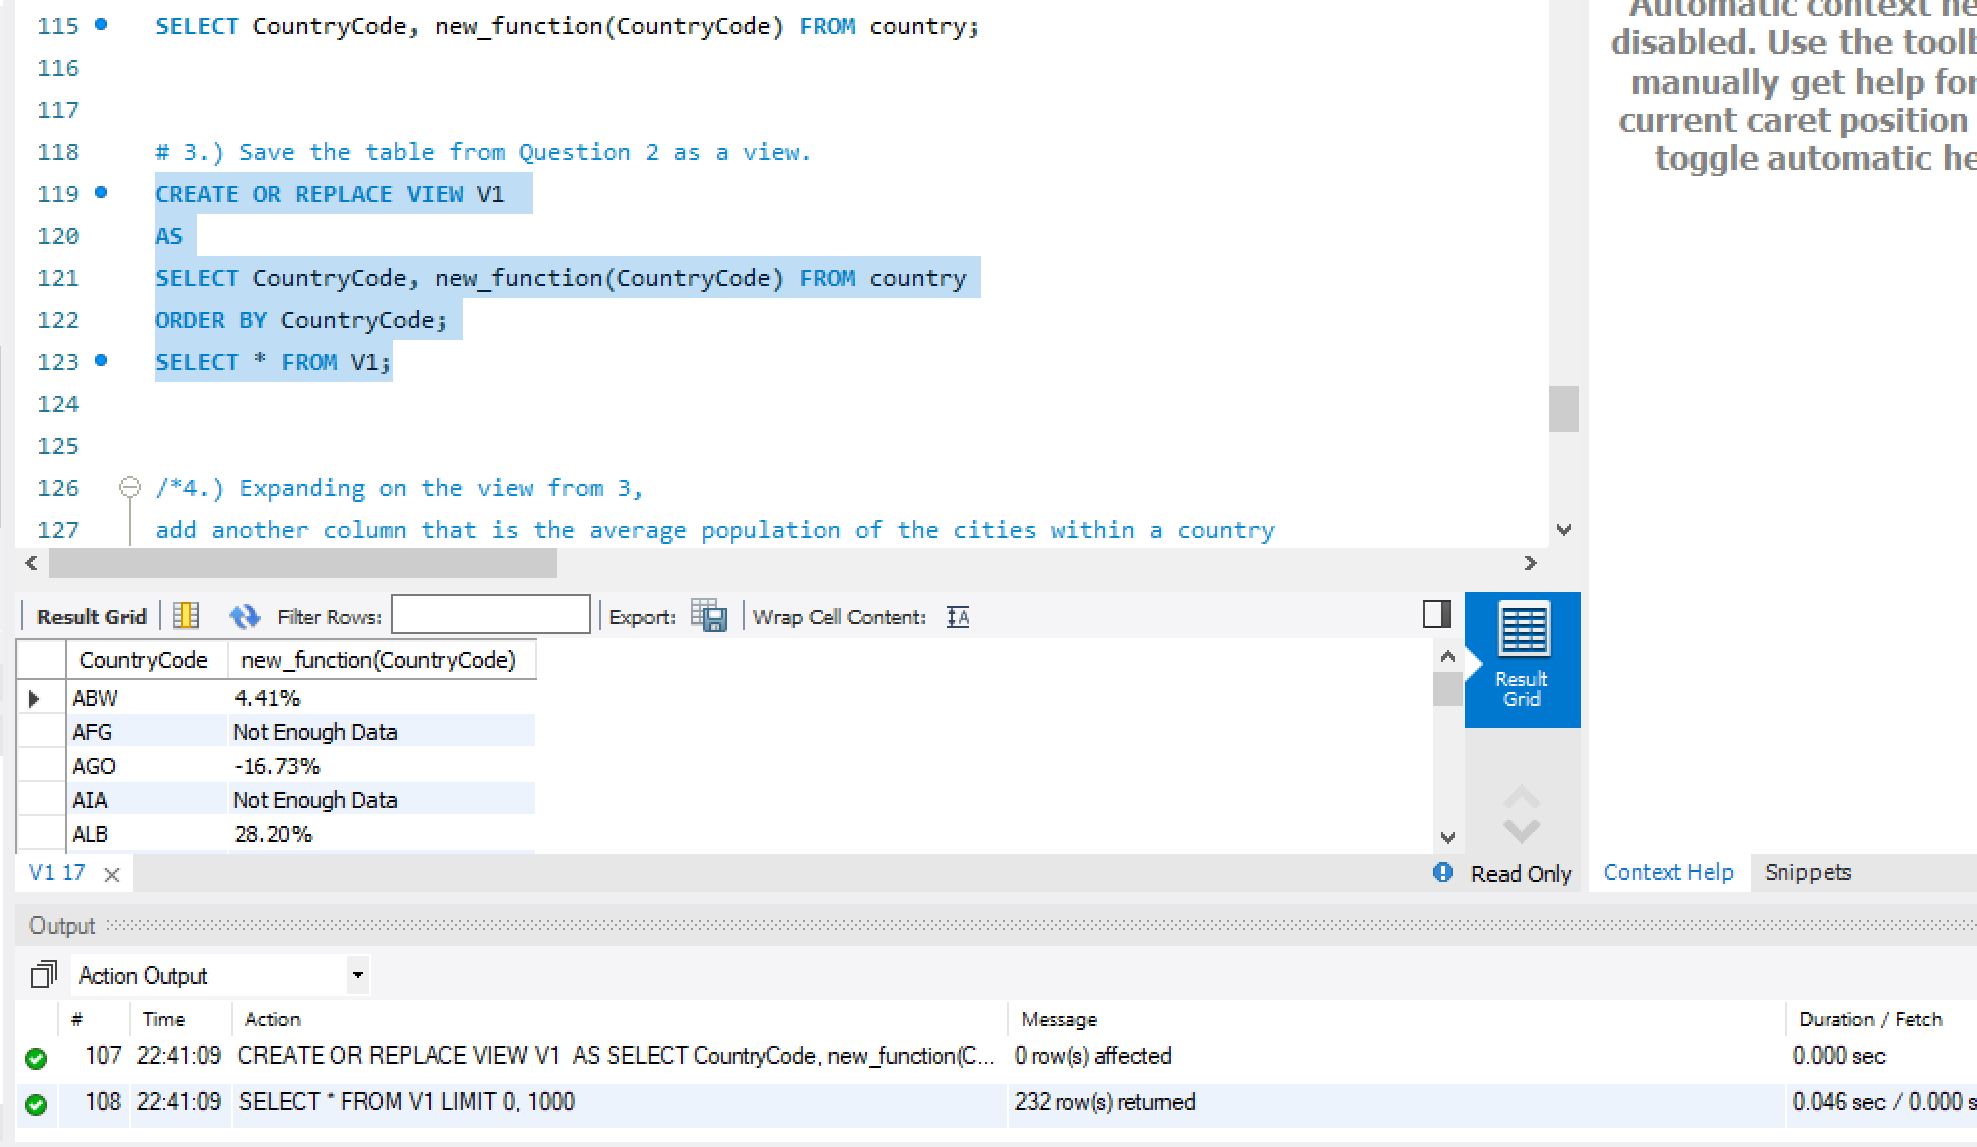 115 SELECT CountryCode, new_function(CountryCode) FROM country;
116
117
118 # 3.) Save the table from Question 2 as a view.
119 CREATE OR REPLACE VIEW V1
120 AS
121 SELECT CountryCode, new_function(CountryCode) FROM country
122 ORDER BY CountryCode;
123 SELECT * FROM V1;
124
125
126 /*4.) Expanding on the view from 3,
127 add another column that is the average population of the cities within a country
Automatic context he
disabled. Use the toolb
manually get help for
current caret position
toggle automatic he
Result Grid Filter Rows: Export: Wrap Cell Content:
CountryCode new_function(CountryCode)
ABW 4.41%
AFG Not Enough Data
AGO -16.73%
AIA Not Enough Data
ALB 28.20%
Result
Grid
V1 17 Read Only
Context Help Snippets
Output
Action Output
# Time Action Message Duration / Fetch
107 22:41:09 CREATE OR REPLACE VIEW V1 AS SELECT CountryCode, new_function(C... 0 row(s) affected 0.000 sec
108 22:41:09 SELECT * FROM V1 LIMIT 0, 1000 232 row(s) returned 0.046 sec / 0.000 s